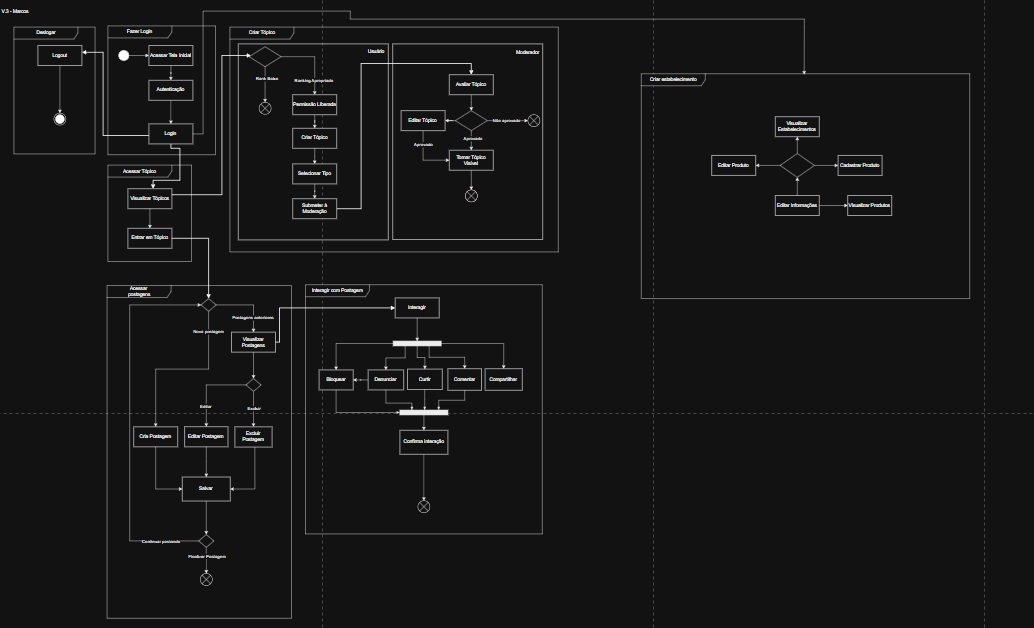 V.3 - Marcos
Deslogar
Logout
Fazer Login
Acessar Tela Inicial
Autenticação
Login
Acessar Tópico
Visualizar Tópicos
Entrar em Tópico
Criar Tópico
Usuário
Rank Baixo
Ranking Apropriado
Permissão Liberada
Criar Tópico
Selecionar Tipo
Submeter à
Moderação
Moderador
Avaliar Tópico
Editar Tópico
Não aprovado
Aprovado
Aprovado
Tornar Tópico
Visível
Criar estabelecimento
Visualizar
Estabelecimentos
Editar Produto
Cadastrar Produto
Editar Informações
Visualizar Produtos
Acessar
postagens
Nova postagem
Postagens anteriores
Visualizar
Postagens
Editar
Excluir
Cria Postagem
Editar Postagem
Excluir
Postagem
Salvar
Continuar postando
Finalizar Postagem
Interagir com Postagem
Interagir
Bloquear
Denunciar
Curtir
Comentar
Compartilhar
Confirma interação